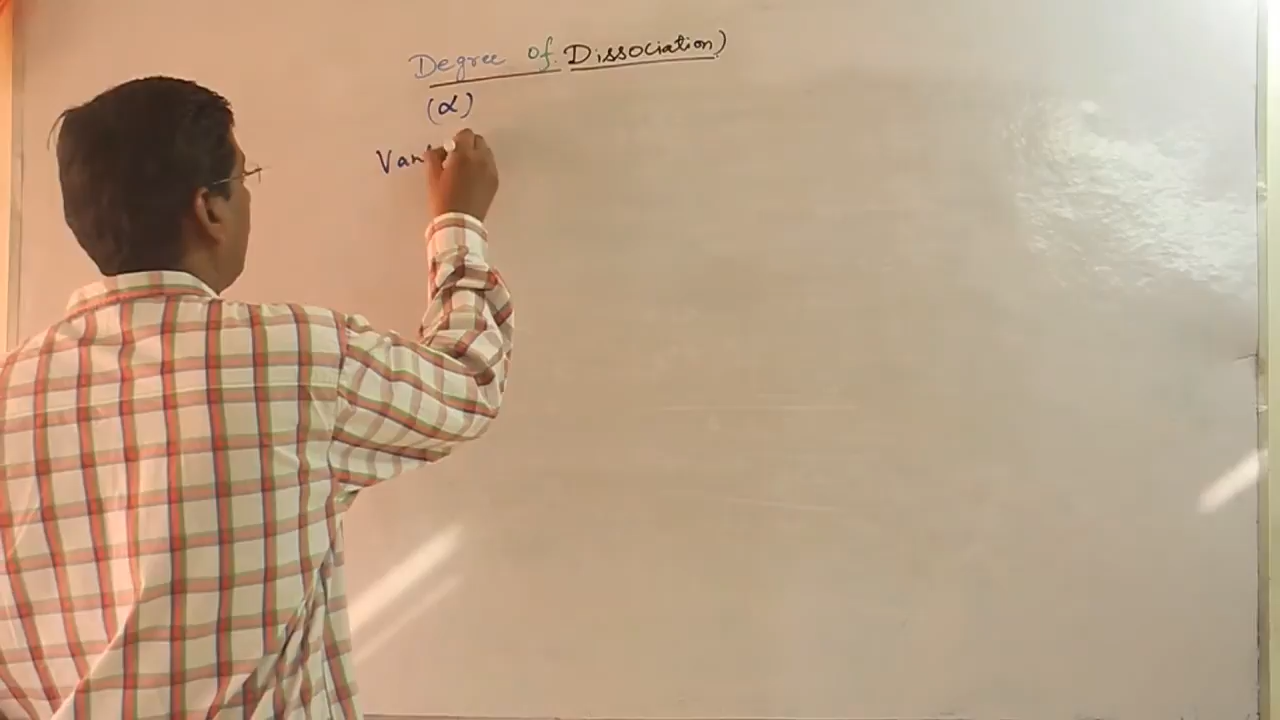 Degree of Dissociation)
(α)
Van